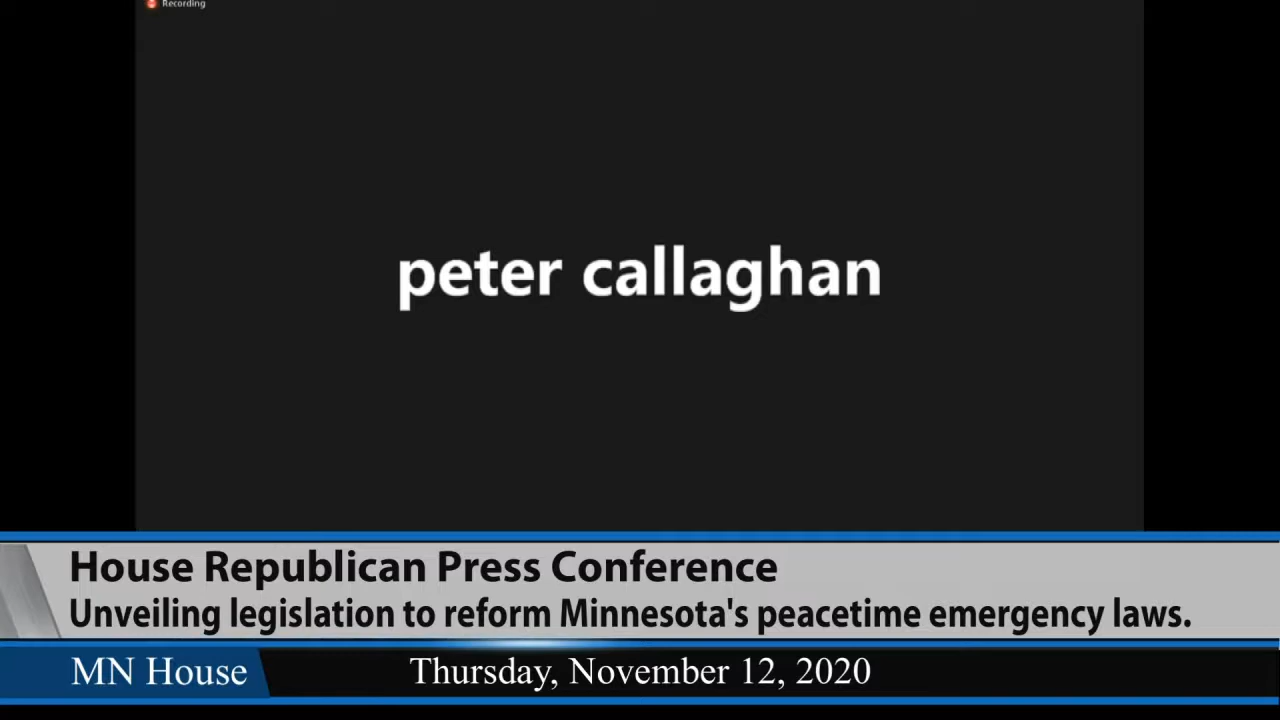 Recording
peter callaghan
House Republican Press Conference
Unveiling legislation to reform Minnesota's peacetime emergency laws.
MN House
Thursday, November 12, 2020